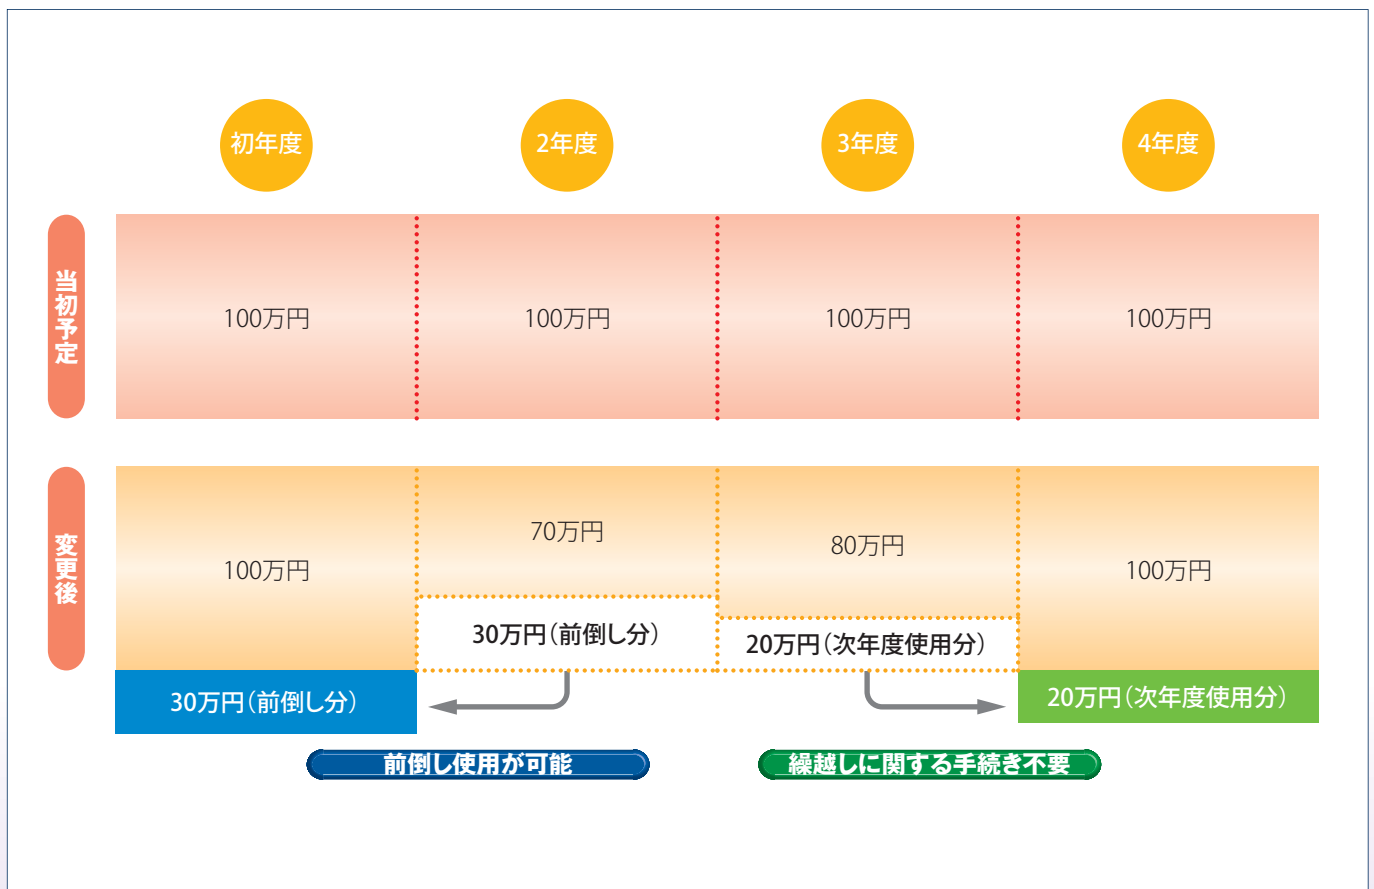 初年度
2年度
3年度
4年度
当初予定
100万円
100万円
100万円
100万円
変更後
100万円
70万円
80万円
100万円
30万円(前倒し分)
20万円(次年度使用分)
30万円(前倒し分)
20万円(次年度使用分)
前倒し使用が可能
繰越しに関する手続き不要